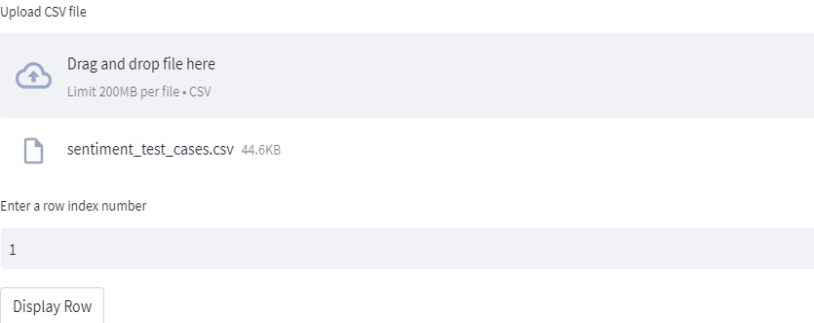 Upload CSV file
Drag and drop file here
Limit 200MB per file • CSV
sentiment_test_cases.csv 44.6KB
Enter a row index number
1
Display Row